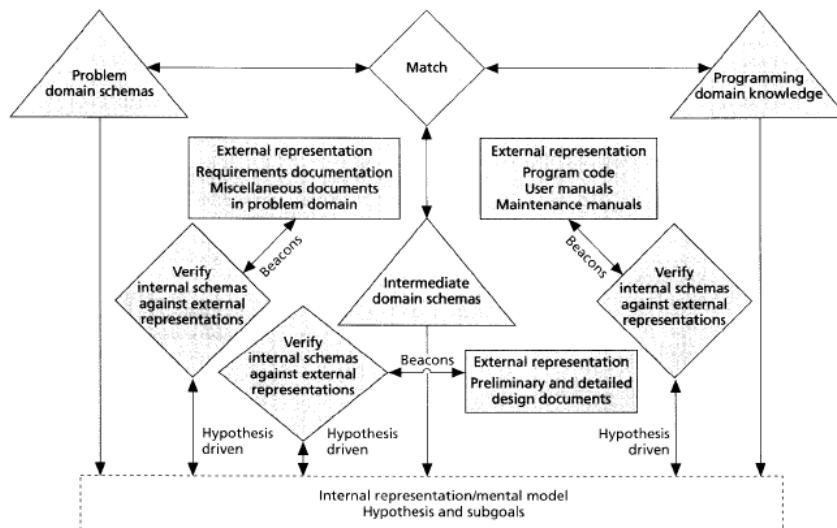 Problem
domain schemas
Match
Programming
domain knowledge
External representation
Requirements documentation
Miscellaneous documents
in problem domain
External representation
Program code
User manuals
Maintenance manuals
Beacons
Beacons
Verify
internal schemas
against external
representations
Intermediate
domain schemas
Verify
internal schemas
against external
representations
Verify
internal schemas
against external
representations
Beacons
External representation
Preliminary and detailed
design documents
Hypothesis
driven
Hypothesis
driven
Hypothesis
driven
Internal representation/mental model
Hypothesis and subgoals